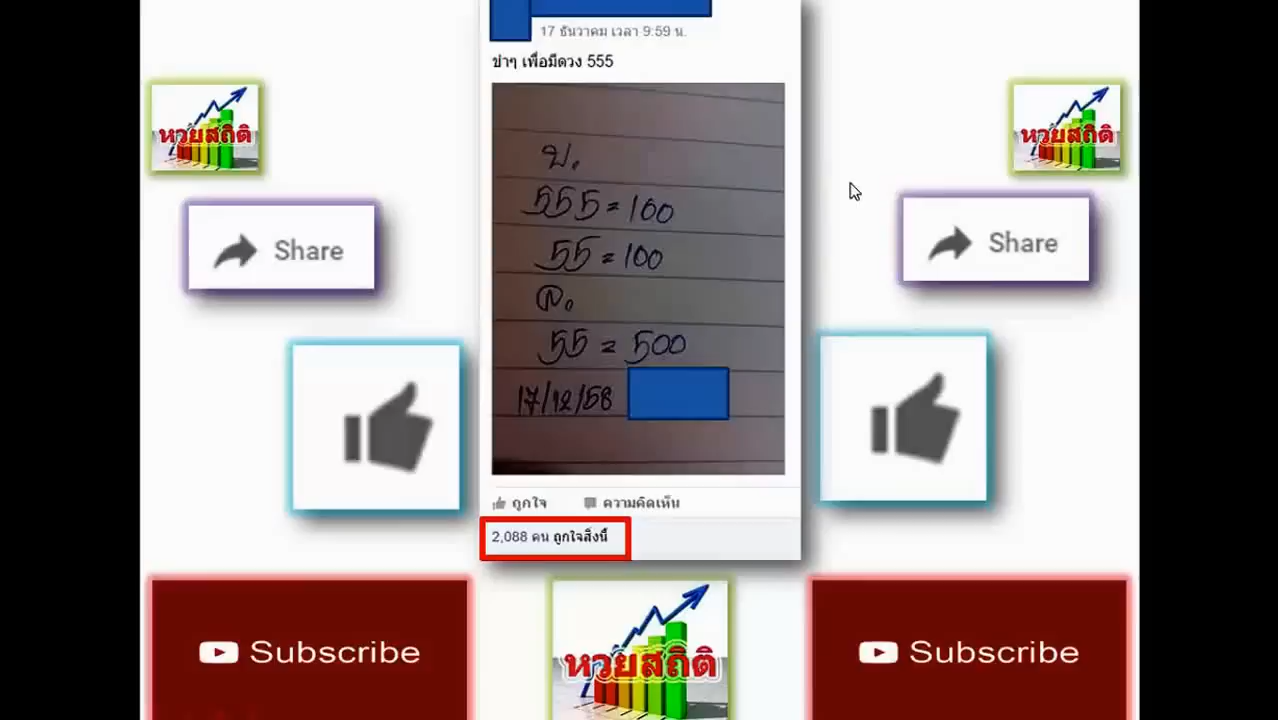 17 ธันวาคม เวลา 9:59 น.
ขำๆ เผื่อมีดวง 555
หวยสถิติ
หวยสถิติ
บ.
555 = 100
55 = 100
ล.
55 = 500
17/12/58
Share
Share
ถูกใจ ความคิดเห็น
2,088 คน ถูกใจสิ่งนี้
Subscribe
หวยสถิติ
Subscribe